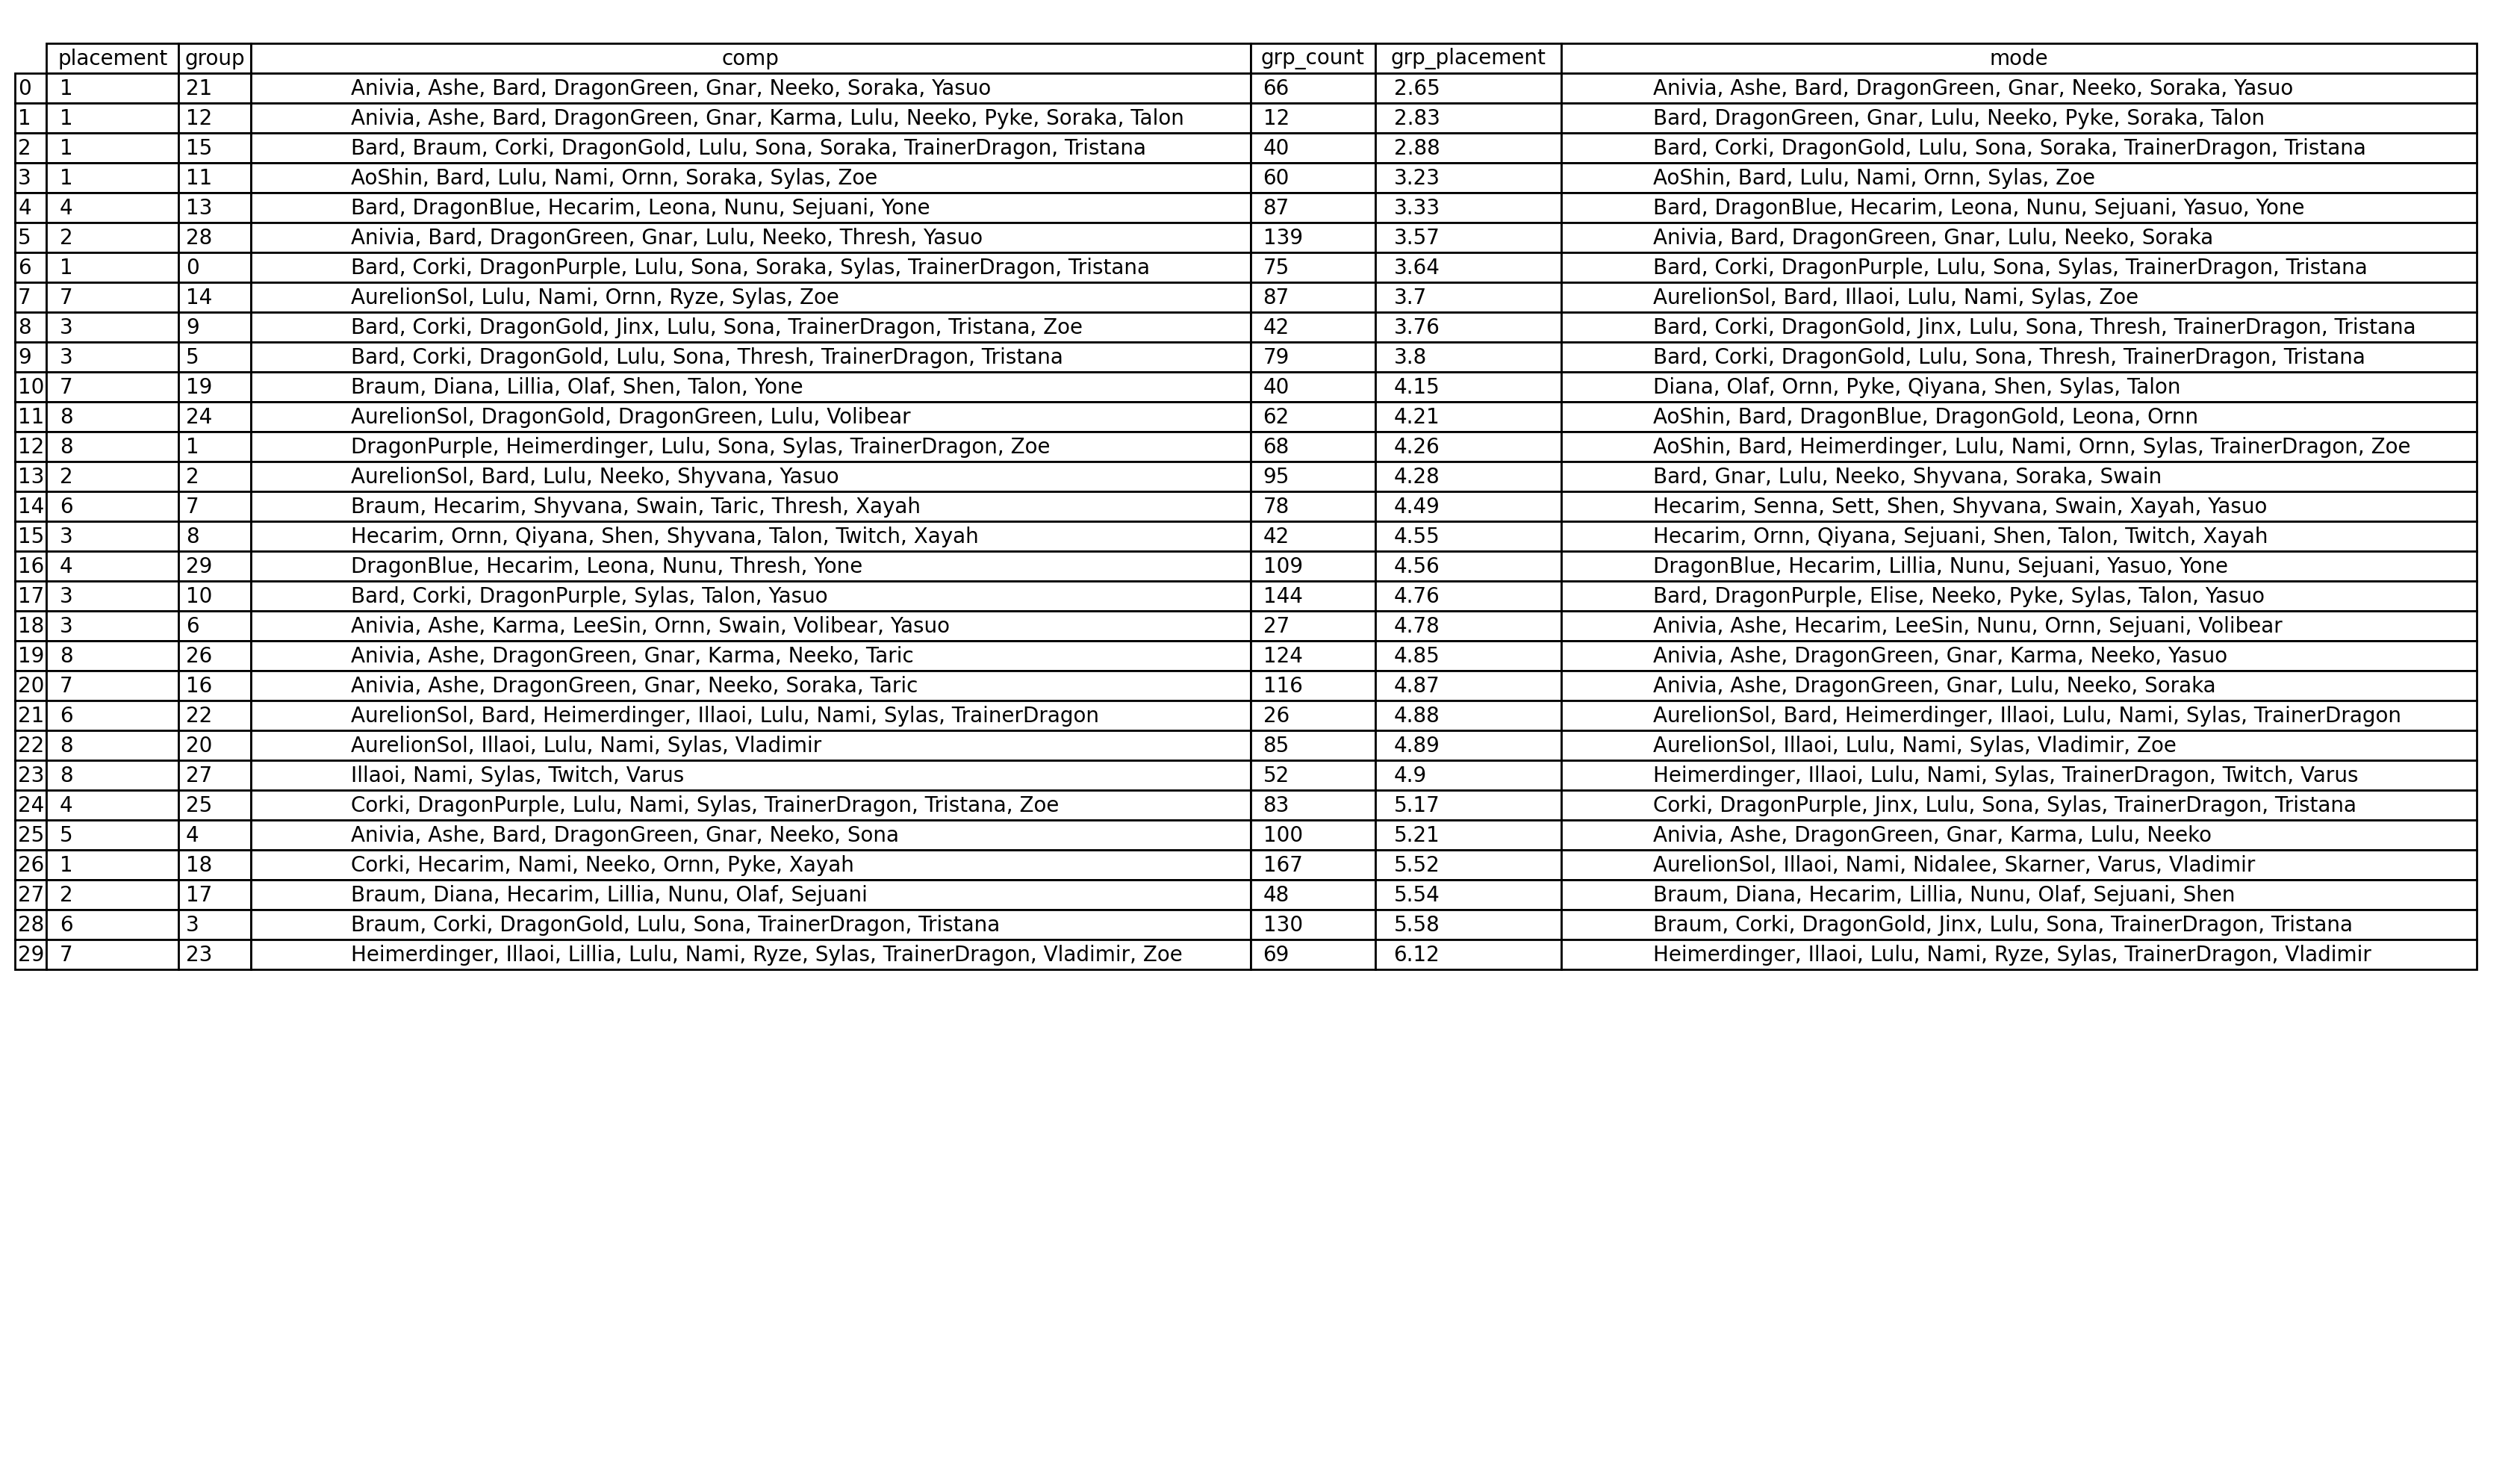 placement group comp grp_count grp_placement mode
0 1 21 Anivia, Ashe, Bard, DragonGreen, Gnar, Neeko, Soraka, Yasuo 66 2.65 Anivia, Ashe, Bard, DragonGreen, Gnar, Neeko, Soraka, Yasuo
1 1 12 Anivia, Ashe, Bard, DragonGreen, Gnar, Karma, Lulu, Neeko, Pyke, Soraka, Talon 12 2.83 Bard, DragonGreen, Gnar, Lulu, Neeko, Pyke, Soraka, Talon
2 1 15 Bard, Braum, Corki, DragonGold, Lulu, Sona, Soraka, TrainerDragon, Tristana 40 2.88 Bard, Corki, DragonGold, Lulu, Sona, Soraka, TrainerDragon, Tristana
3 1 11 AoShin, Bard, Lulu, Nami, Ornn, Soraka, Sylas, Zoe 60 3.23 AoShin, Bard, Lulu, Nami, Ornn, Sylas, Zoe
4 4 13 Bard, DragonBlue, Hecarim, Leona, Nunu, Sejuani, Yone 87 3.33 Bard, DragonBlue, Hecarim, Leona, Nunu, Sejuani, Yasuo, Yone
5 2 28 Anivia, Bard, DragonGreen, Gnar, Lulu, Neeko, Thresh, Yasuo 139 3.57 Anivia, Bard, DragonGreen, Gnar, Lulu, Neeko, Soraka
6 1 0 Bard, Corki, DragonPurple, Lulu, Sona, Soraka, Sylas, TrainerDragon, Tristana 75 3.64 Bard, Corki, DragonPurple, Lulu, Sona, Sylas, TrainerDragon, Tristana
7 7 14 AurelionSol, Lulu, Nami, Ornn, Ryze, Sylas, Zoe 87 3.7 AurelionSol, Bard, Illaoi, Lulu, Nami, Sylas, Zoe
8 3 9 Bard, Corki, DragonGold, Jinx, Lulu, Sona, TrainerDragon, Tristana, Zoe 42 3.76 Bard, Corki, DragonGold, Jinx, Lulu, Sona, Thresh, TrainerDragon, Tristana
9 3 5 Bard, Corki, DragonGold, Lulu, Sona, Thresh, TrainerDragon, Tristana 79 3.8 Bard, Corki, DragonGold, Lulu, Sona, Thresh, TrainerDragon, Tristana
10 7 19 Braum, Diana, Lillia, Olaf, Shen, Talon, Yone 40 4.15 Diana, Olaf, Ornn, Pyke, Qiyana, Shen, Sylas, Talon
11 8 24 AurelionSol, DragonGold, DragonGreen, Lulu, Volibear 62 4.21 AoShin, Bard, DragonBlue, DragonGold, Leona, Ornn
12 8 1 DragonPurple, Heimerdinger, Lulu, Sona, Sylas, TrainerDragon, Zoe 68 4.26 AoShin, Bard, Heimerdinger, Lulu, Nami, Ornn, Sylas, TrainerDragon, Zoe
13 2 2 AurelionSol, Bard, Lulu, Neeko, Shyvana, Yasuo 95 4.28 Bard, Gnar, Lulu, Neeko, Shyvana, Soraka, Swain
14 6 7 Braum, Hecarim, Shyvana, Swain, Taric, Thresh, Xayah 78 4.49 Hecarim, Senna, Sett, Shen, Shyvana, Swain, Xayah, Yasuo
15 3 8 Hecarim, Ornn, Qiyana, Shen, Shyvana, Talon, Twitch, Xayah 42 4.55 Hecarim, Ornn, Qiyana, Sejuani, Shen, Talon, Twitch, Xayah
16 4 29 DragonBlue, Hecarim, Leona, Nunu, Thresh, Yone 109 4.56 DragonBlue, Hecarim, Lillia, Nunu, Sejuani, Yasuo, Yone
17 3 10 Bard, Corki, DragonPurple, Sylas, Talon, Yasuo 144 4.76 Bard, DragonPurple, Elise, Neeko, Pyke, Sylas, Talon, Yasuo
18 3 6 Anivia, Ashe, Karma, LeeSin, Ornn, Swain, Volibear, Yasuo 27 4.78 Anivia, Ashe, Hecarim, LeeSin, Nunu, Ornn, Sejuani, Volibear
19 8 26 Anivia, Ashe, DragonGreen, Gnar, Karma, Neeko, Taric 124 4.85 Anivia, Ashe, DragonGreen, Gnar, Karma, Neeko, Yasuo
20 7 16 Anivia, Ashe, DragonGreen, Gnar, Neeko, Soraka, Taric 116 4.87 Anivia, Ashe, DragonGreen, Gnar, Lulu, Neeko, Soraka
21 6 22 AurelionSol, Bard, Heimerdinger, Illaoi, Lulu, Nami, Sylas, TrainerDragon 26 4.88 AurelionSol, Bard, Heimerdinger, Illaoi, Lulu, Nami, Sylas, TrainerDragon
22 8 20 AurelionSol, Illaoi, Lulu, Nami, Sylas, Vladimir 85 4.89 AurelionSol, Illaoi, Lulu, Nami, Sylas, Vladimir, Zoe
23 8 27 Illaoi, Nami, Sylas, Twitch, Varus 52 4.9 Heimerdinger, Illaoi, Lulu, Nami, Sylas, TrainerDragon, Twitch, Varus
24 4 25 Corki, DragonPurple, Lulu, Nami, Sylas, TrainerDragon, Tristana, Zoe 83 5.17 Corki, DragonPurple, Jinx, Lulu, Sona, Sylas, TrainerDragon, Tristana
25 5 4 Anivia, Ashe, Bard, DragonGreen, Gnar, Neeko, Sona 100 5.21 Anivia, Ashe, DragonGreen, Gnar, Karma, Lulu, Neeko
26 1 18 Corki, Hecarim, Nami, Neeko, Ornn, Pyke, Xayah 167 5.52 AurelionSol, Illaoi, Nami, Nidalee, Skarner, Varus, Vladimir
27 2 17 Braum, Diana, Hecarim, Lillia, Nunu, Olaf, Sejuani 48 5.54 Braum, Diana, Hecarim, Lillia, Nunu, Olaf, Sejuani, Shen
28 6 3 Braum, Corki, DragonGold, Lulu, Sona, TrainerDragon, Tristana 130 5.58 Braum, Corki, DragonGold, Jinx, Lulu, Sona, TrainerDragon, Tristana
29 7 23 Heimerdinger, Illaoi, Lillia, Lulu, Nami, Ryze, Sylas, TrainerDragon, Vladimir, Zoe 69 6.12 Heimerdinger, Illaoi, Lulu, Nami, Ryze, Sylas, TrainerDragon, Vladimir